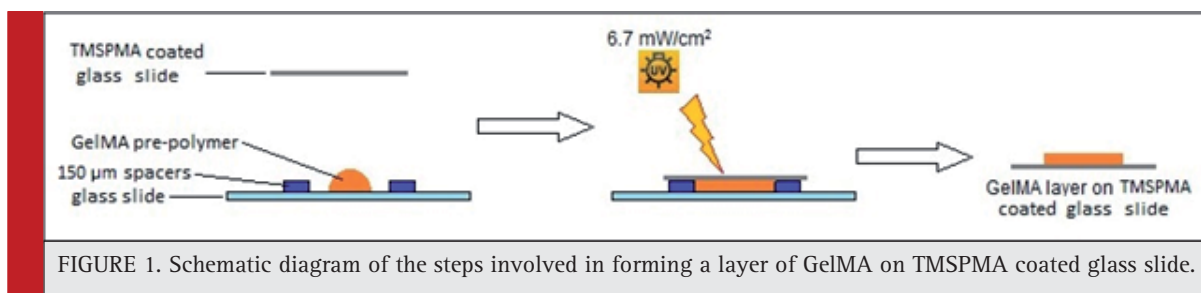 TMSPMA coated
glass slide
GelMA pre-polymer
150 µm spacers
glass slide
6.7 mW/cm²
UV
GelMA layer on TMSPMA
coated glass slide
FIGURE 1. Schematic diagram of the steps involved in forming a layer of GelMA on TMSPMA coated glass slide.